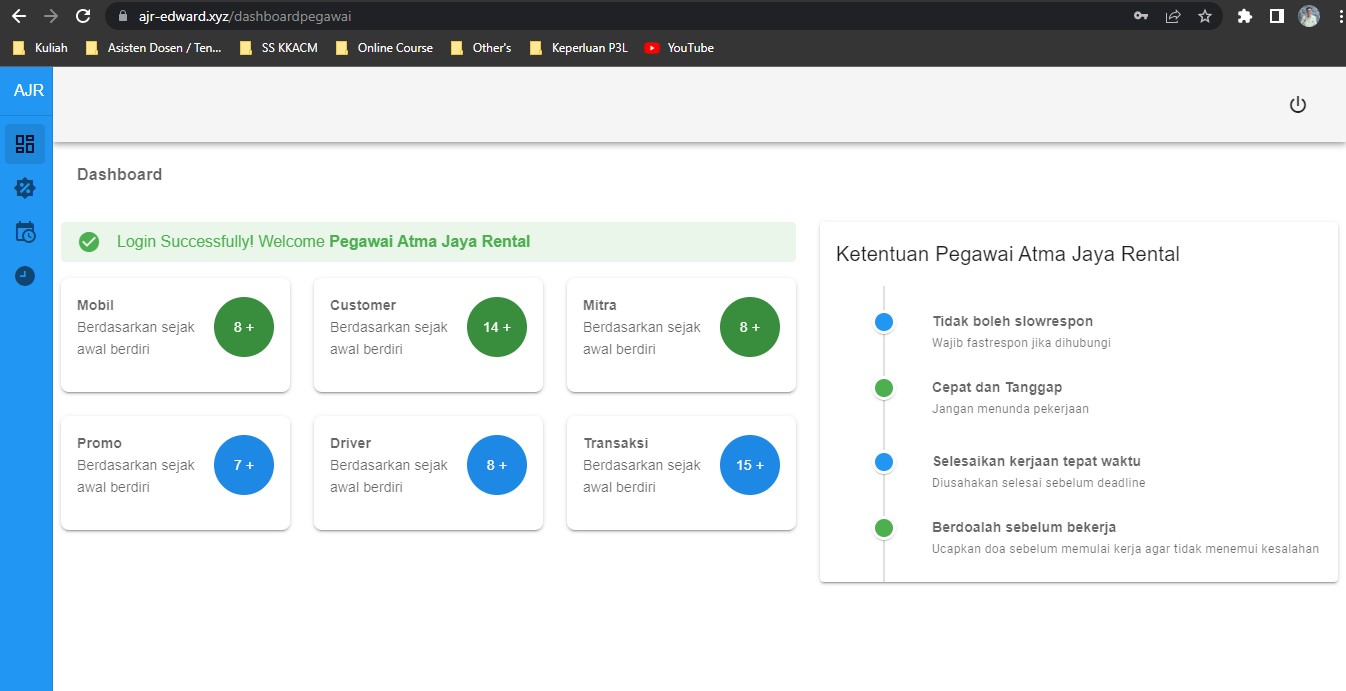 ajr-edward.xyz/dashboardpegawai
Kuliah
Asisten Dosen / Ten...
SS KKACM
Online Course
Other's
Keperluan P3L
YouTube
AJR
Dashboard
Login Successfully! Welcome Pegawai Atma Jaya Rental
Mobil
Berdasarkan sejak
awal berdiri
8 +
Customer
Berdasarkan sejak
awal berdiri
14 +
Mitra
Berdasarkan sejak
awal berdiri
8 +
Promo
Berdasarkan sejak
awal berdiri
7 +
Driver
Berdasarkan sejak
awal berdiri
8 +
Transaksi
Berdasarkan sejak
awal berdiri
15 +
Ketentuan Pegawai Atma Jaya Rental
Tidak boleh slowrespon
Wajib fastrespon jika dihubungi
Cepat dan Tanggap
Jangan menunda pekerjaan
Selesaikan kerjaan tepat waktu
Diusahakan selesai sebelum deadline
Berdoalah sebelum bekerja
Ucapkan doa sebelum memulai kerja agar tidak menemui kesalahan